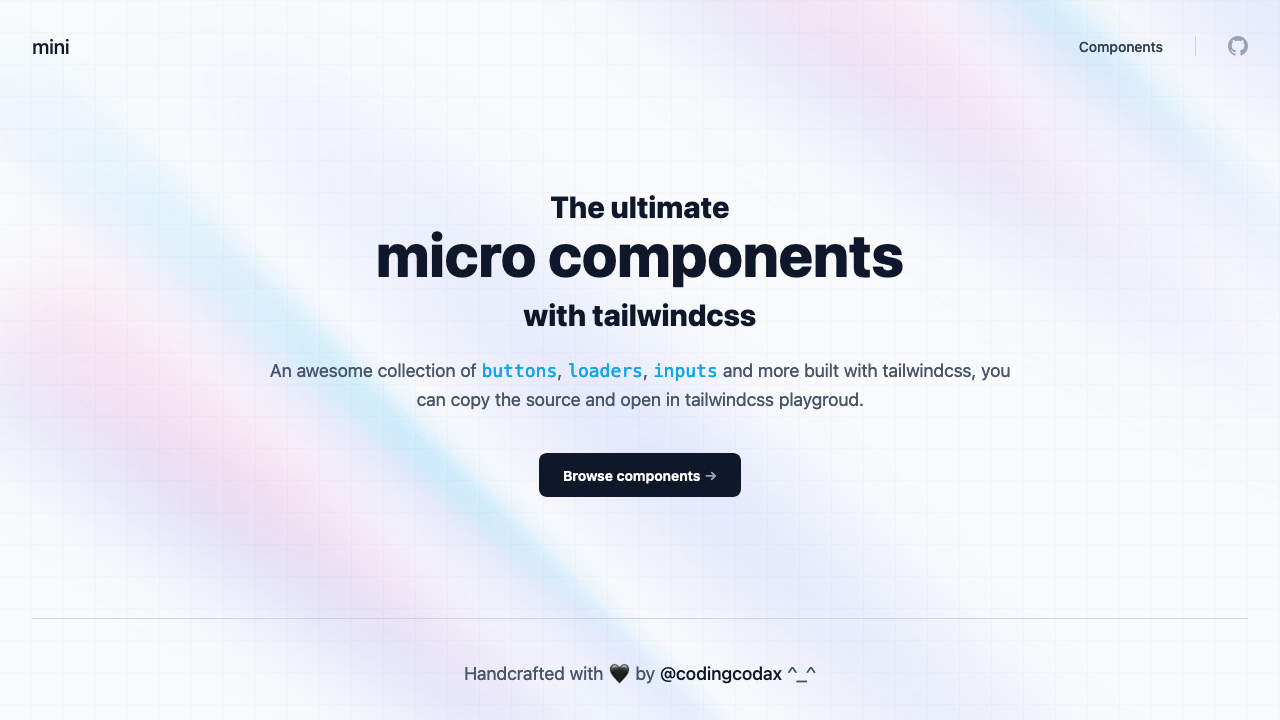 mini
Components
The ultimate
micro components
with tailwindcss
An awesome collection of buttons, loaders, inputs and more built with tailwindcss, you
can copy the source and open in tailwindcss playgroud.
Browse components →
Handcrafted with 🖤 by @codingcodax ^_^